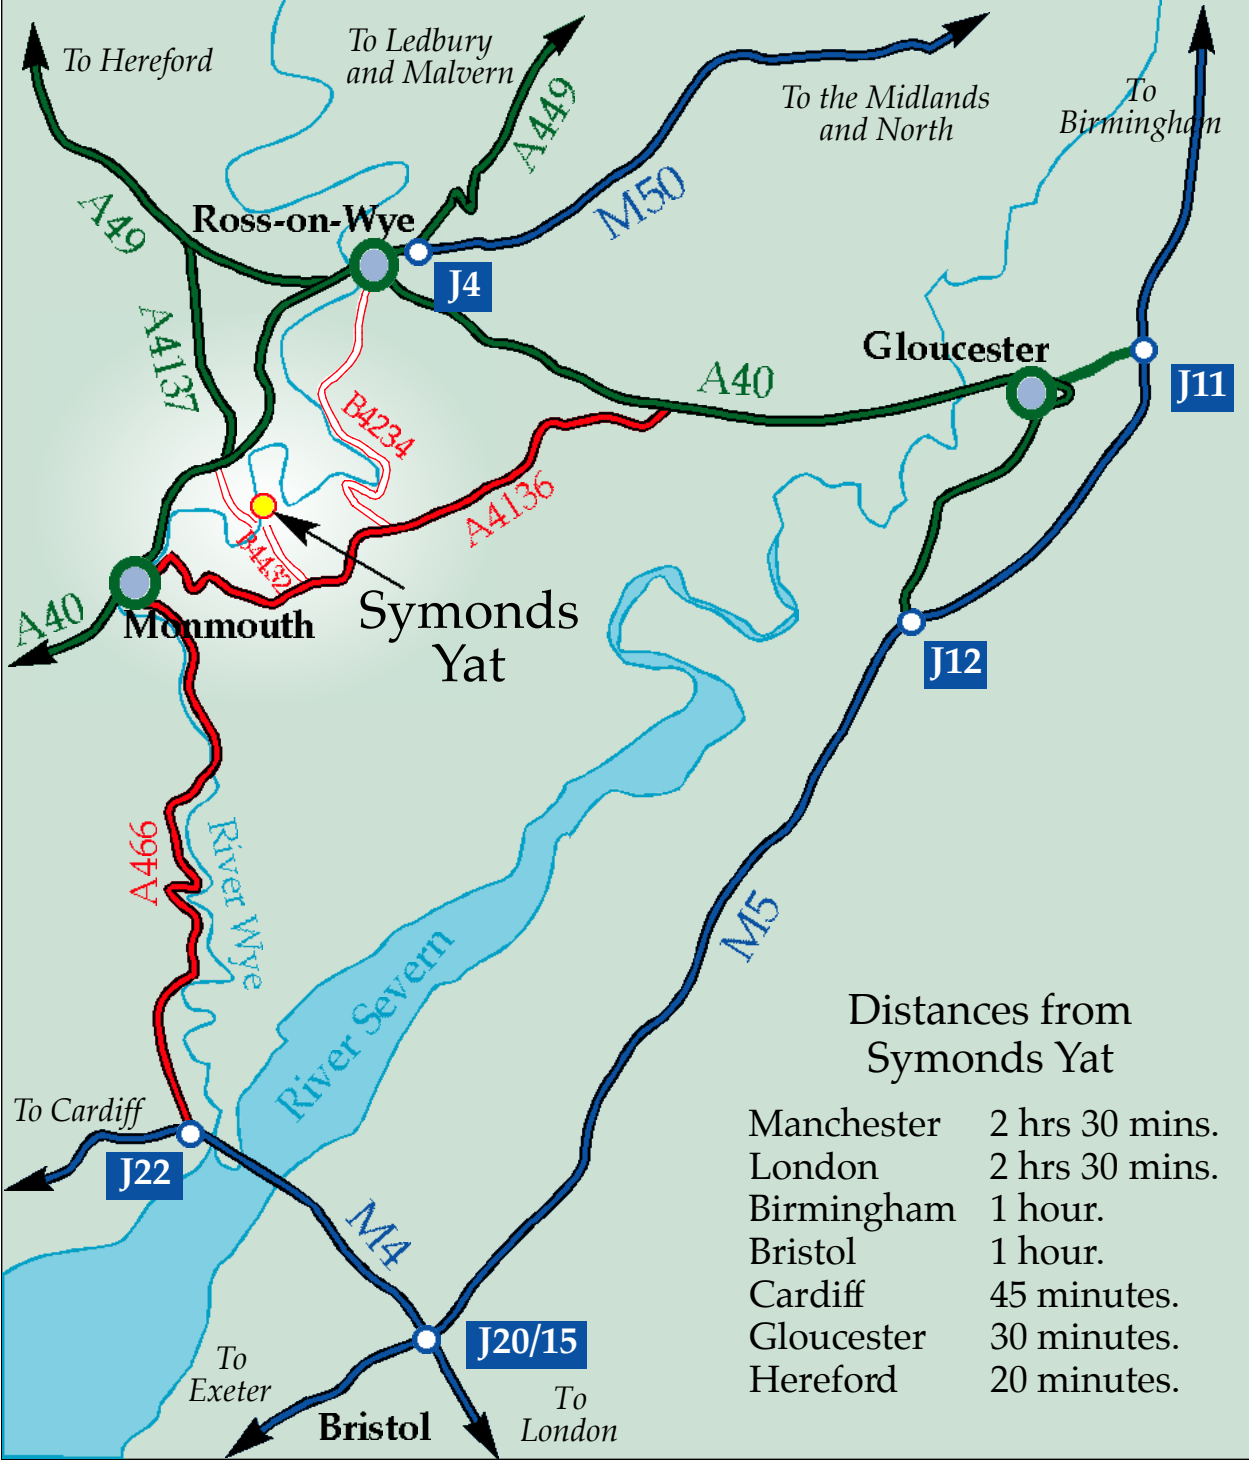 To Hereford
To Ledbury
and Malvern
A449
To the Midlands
and North
To
Birmingham
M50
A49
Ross-on-Wye
J4
A4137
Gloucester
J11
A40
B4234
A4136
B4432
A40
Monmouth
Symonds
Yat
J12
A466
River Wye
M5
River Severn
Distances from
Symonds Yat
Manchester 2 hrs 30 mins.
London 2 hrs 30 mins.
Birmingham 1 hour.
Bristol 1 hour.
Cardiff 45 minutes.
Gloucester 30 minutes.
Hereford 20 minutes.
To Cardiff
J22
M4
J20/15
To
Exeter
Bristol
To
London